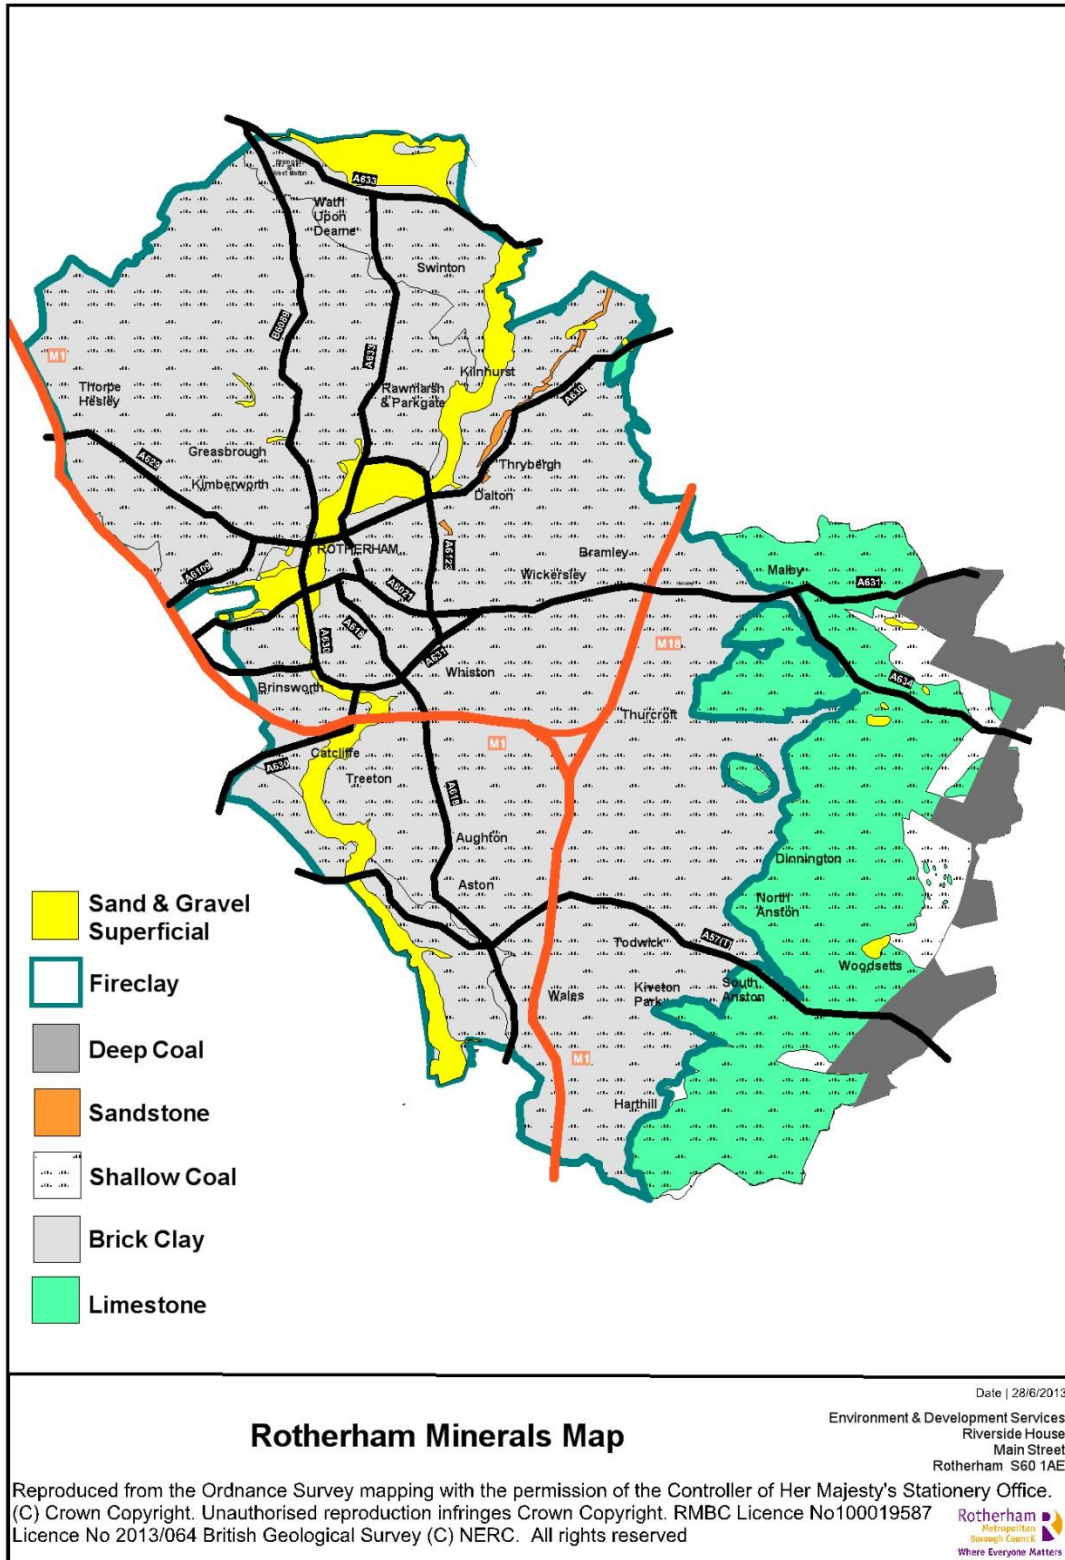 A633
Brampton
West Melton
Wath
Upon
Dearne
Swinton
B6089
M1
A633
Kilnhurst
Thorpe
Hesley
Rawmarsh
& Parkgate
A630
Greasbrough
A629
Kimberworth
Thrybergh
Dalton
ROTHERHAM
A6123
Bramley
Wickersley
Malby
A631
A6109
A6021
A618
A630
A631
M18
Whiston
A634
Brinsworth
Thurcroft
M1
Catcliffe
A630
Treeton
A618
Aughton
Dinnington
Aston
North
Anston
A57(T)
Todwick
Woodsetts
Wales
Kiveton
Park
South
Anston
M1
Harthill
Sand & Gravel
Superficial
Fireclay
Deep Coal
Sandstone
Shallow Coal
Brick Clay
Limestone
Date | 28/6/2013
Rotherham Minerals Map
Environment & Development Services
Riverside House
Main Street
Rotherham S60 1AE
Reproduced from the Ordnance Survey mapping with the permission of the Controller of Her Majesty's Stationery Office.
(C) Crown Copyright. Unauthorised reproduction infringes Crown Copyright. RMBC Licence No100019587
Licence No 2013/064 British Geological Survey (C) NERC. All rights reserved
Rotherham
Metropolitan
Borough Council
Where Everyone Matters